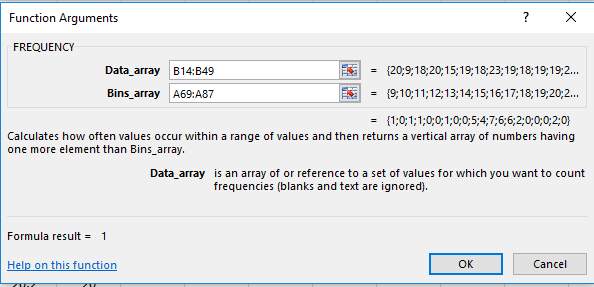 Function Arguments ? ×
FREQUENCY
Data_array B14:B49 = {20;9;18;20;15;19;18;23;19;18;19;19;2...
Bins_array A69:A87 = {9;10;11;12;13;14;15;16;17;18;19;20;2...
= {1;0;1;1;0;0;1;0;0;5;4;7;6;6;2;0;0;0;2;0}
Calculates how often values occur within a range of values and then returns a vertical array of numbers having
one more element than Bins_array.
Data_array is an array of or reference to a set of values for which you want to count
frequencies (blanks and text are ignored).
Formula result = 1
Help on this function OK Cancel